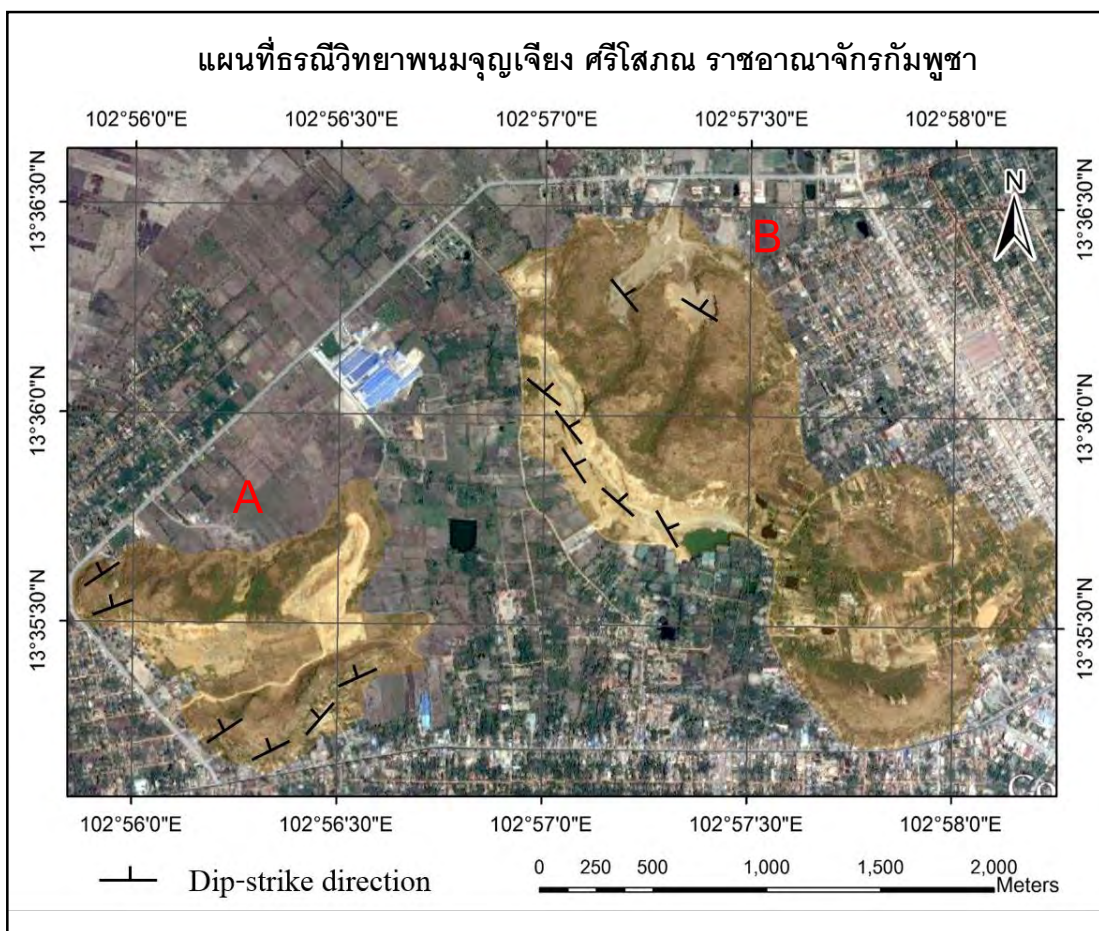 แผนที่ธรณีวิทยาพนมจุญเจียง ศรีโสภณ ราชอาณาจักรกัมพูชา
102°56'0"E 102°56'30"E 102°57'0"E 102°57'30"E 102°58'0"E
13°36'30"N 13°36'30"N
N
B
13°36'0"N 13°36'0"N
A
13°35'30"N 13°35'30"N
102°56'0"E 102°56'30"E 102°57'0"E 102°57'30"E 102°58'0"E
Dip-strike direction
0 250 500 1,000 1,500 2,000
Meters